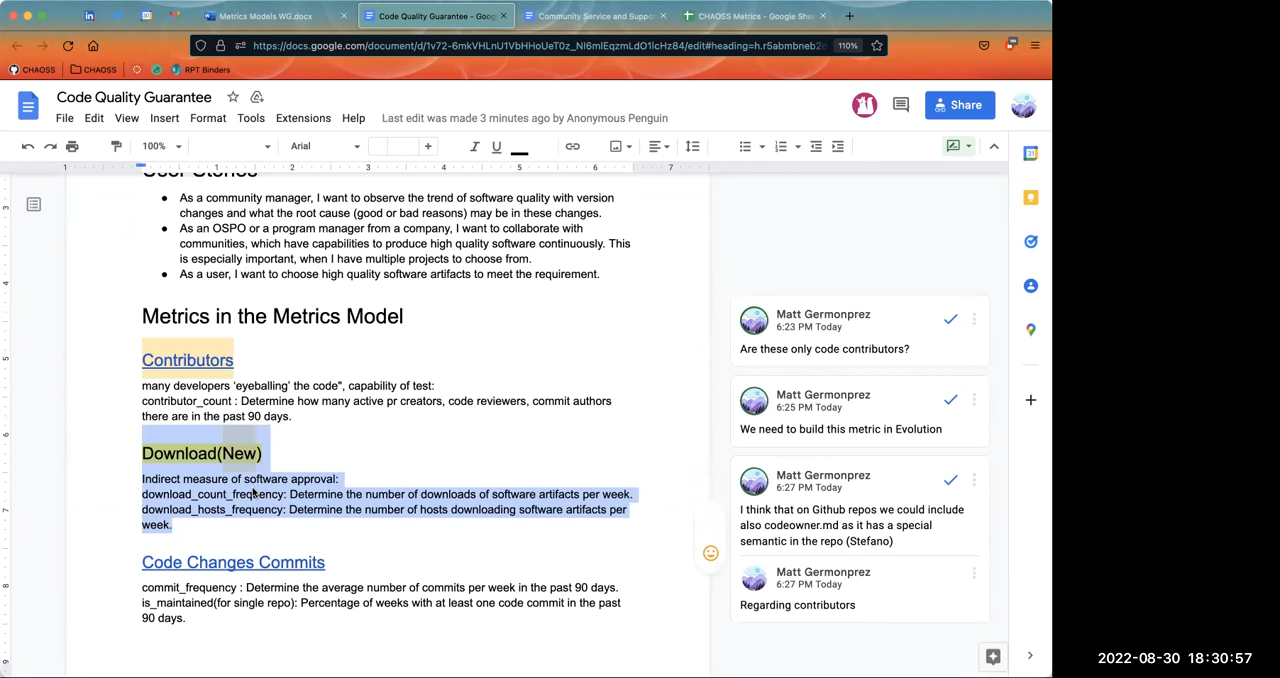 Metrics Models WG.docx
Code Quality Guarantee - Goog
Community Service and Suppor
CHAOSS Metrics - Google She
https://docs.google.com/document/d/1v72-6mkVHLnU1VbHHoUeT0z_NI6mIEqzmLdO1lcHz84/edit#heading=h.r5abmbneb2
110%
CHAOSS
CHAOSS
RPT Binders
Code Quality Guarantee
File Edit View Insert Format Tools Extensions Help Last edit was made 3 minutes ago by Anonymous Penguin
Share
100%
Arial
1 1 2 3 4 5 6 7
User Stories
● As a community manager, I want to observe the trend of software quality with version
changes and what the root cause (good or bad reasons) may be in these changes.
● As an OSPO or a program manager from a company, I want to collaborate with
communities, which have capabilities to produce high quality software continuously. This
is especially important, when I have multiple projects to choose from.
● As a user, I want to choose high quality software artifacts to meet the requirement.
Metrics in the Metrics Model
Contributors
many developers 'eyeballing' the code", capability of test:
contributor_count : Determine how many active pr creators, code reviewers, commit authors
there are in the past 90 days.
Download(New)
Indirect measure of software approval:
download_count_frequency: Determine the number of downloads of software artifacts per week.
download_hosts_frequency: Determine the number of hosts downloading software artifacts per
week.
Code Changes Commits
commit_frequency : Determine the average number of commits per week in the past 90 days.
is_maintained(for single repo): Percentage of weeks with at least one code commit in the past
90 days.
Matt Germonprez
6:23 PM Today
Are these only code contributors?
Matt Germonprez
6:25 PM Today
We need to build this metric in Evolution
Matt Germonprez
6:27 PM Today
I think that on Github repos we could include
also codeowner.md as it has a special
semantic in the repo (Stefano)
Matt Germonprez
6:27 PM Today
Regarding contributors
2022-08-30 18:30:57